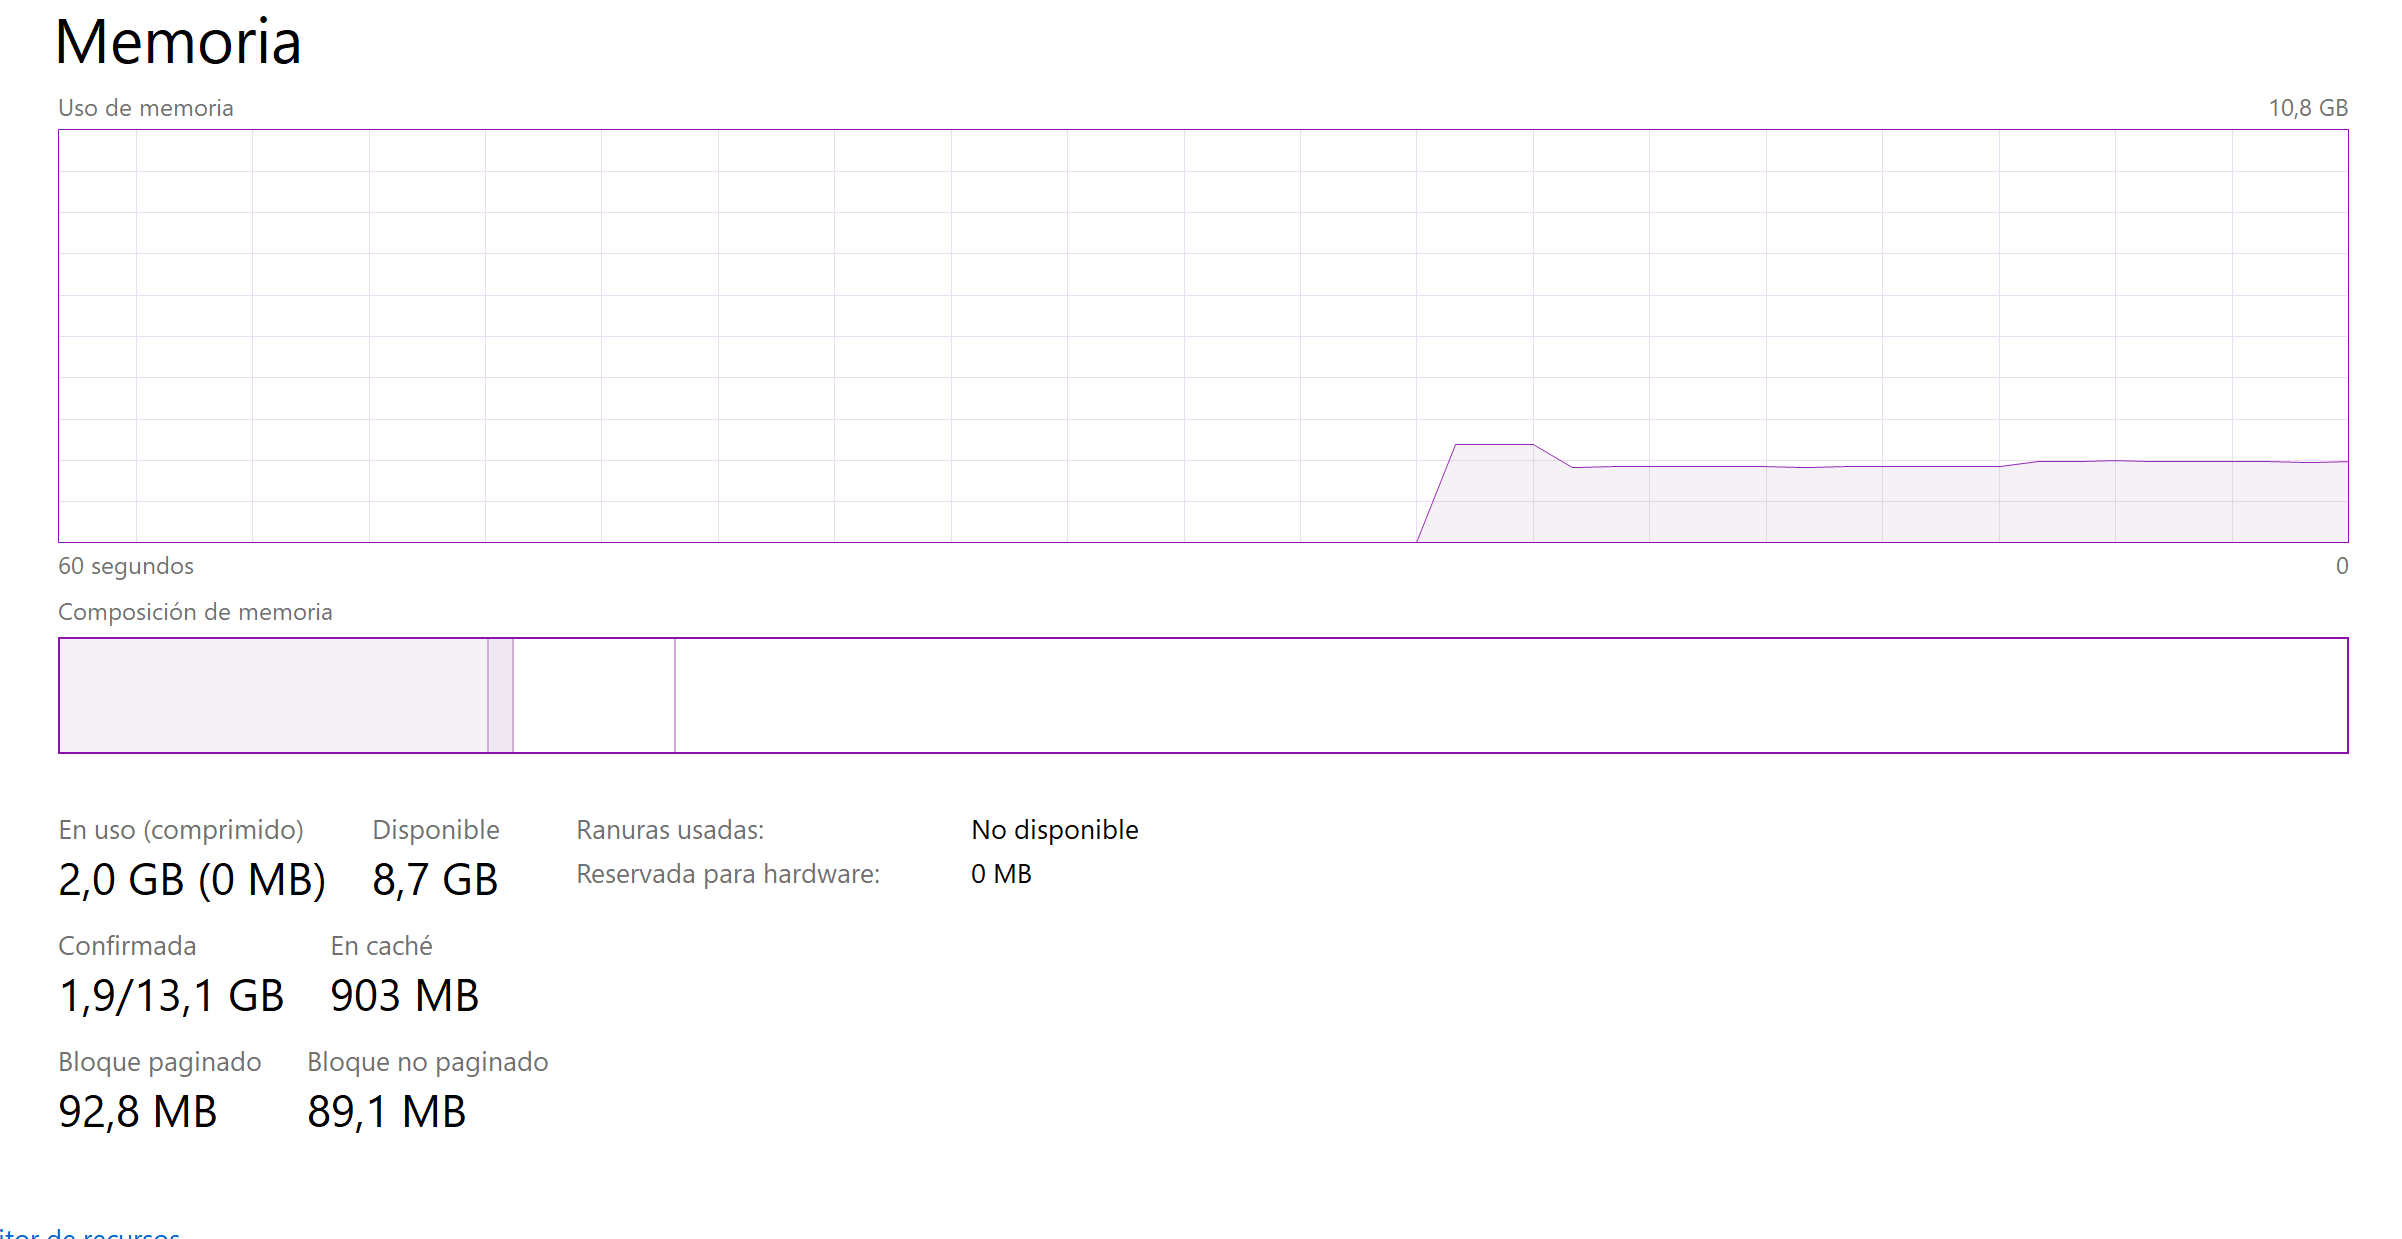 Memoria
Uso de memoria 10,8 GB
60 segundos 0
Composición de memoria
En uso (comprimido) Disponible Ranuras usadas: No disponible
2,0 GB (0 MB) 8,7 GB Reservada para hardware: 0 MB
Confirmada En caché
1,9/13,1 GB 903 MB
Bloque paginado Bloque no paginado
92,8 MB 89,1 MB
de recursos